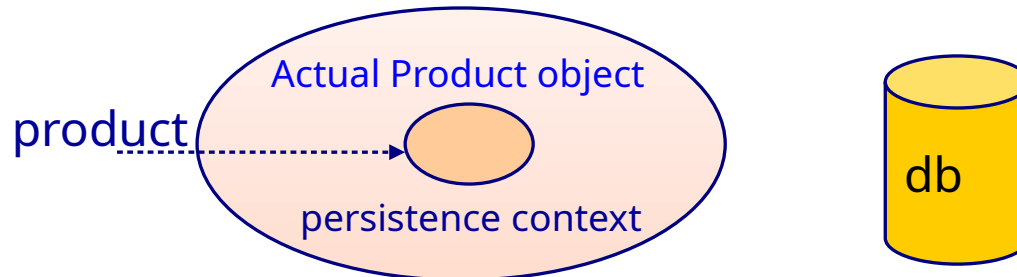 Actual Product object
product
persistence context
db